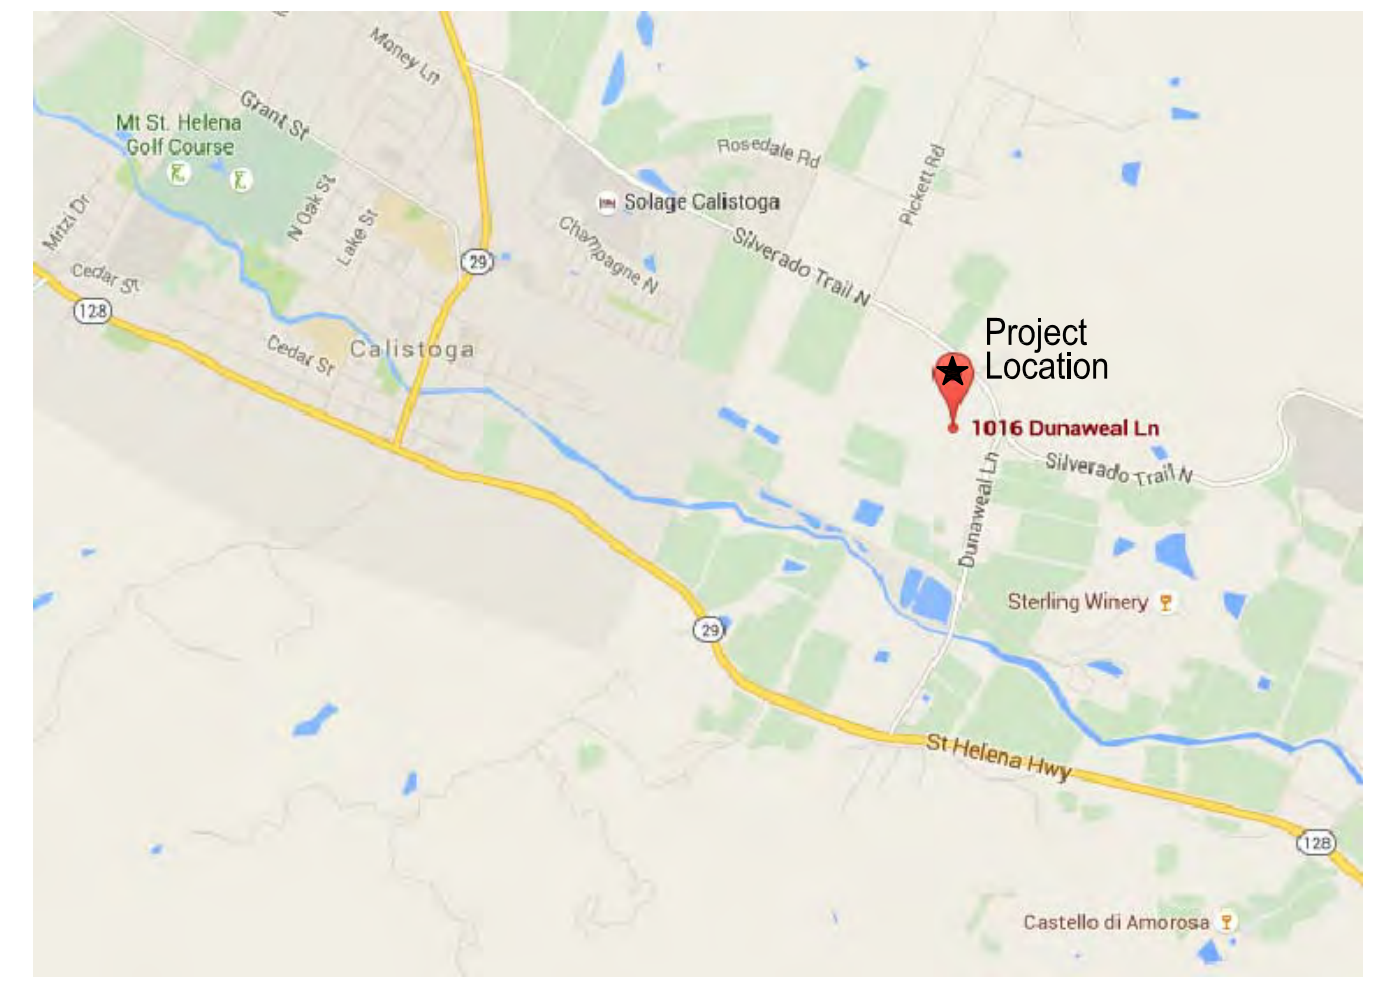 Money Ln
Grant St
Mt St. Helena
Golf Course
Rosedale Rd
Pickett Rd
N Oak St
Lake St
Mitzi Dr
Solage Calistoga
Champagne N
Silverado Trail N
29
Cedar St
128
Cedar St
Calistoga
Project
Location
1016 Dunaweal Ln
Silverado Trail N
Dunaweal Ln
Sterling Winery
29
St Helena Hwy
128
Castello di Amorosa